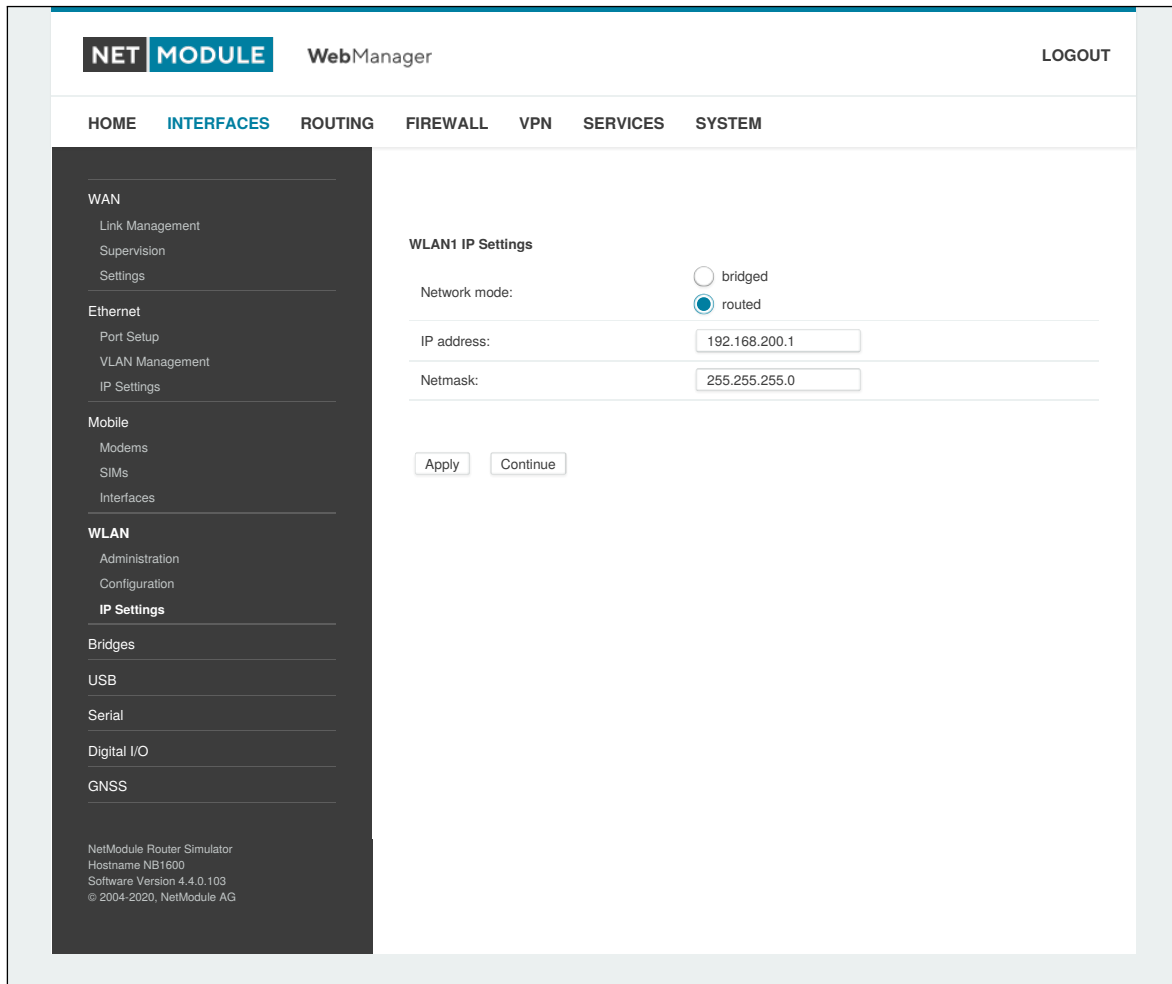 NET MODULE WebManager LOGOUT
HOME INTERFACES ROUTING FIREWALL VPN SERVICES SYSTEM
WAN
Link Management
Supervision
Settings
Ethernet
Port Setup
VLAN Management
IP Settings
Mobile
Modems
SIMs
Interfaces
WLAN
Administration
Configuration
IP Settings
Bridges
USB
Serial
Digital I/O
GNSS
NetModule Router Simulator
Hostname NB1600
Software Version 4.4.0.103
© 2004-2020, NetModule AG
WLAN1 IP Settings
Network mode:
bridged
routed
IP address: 192.168.200.1
Netmask: 255.255.255.0
Apply Continue